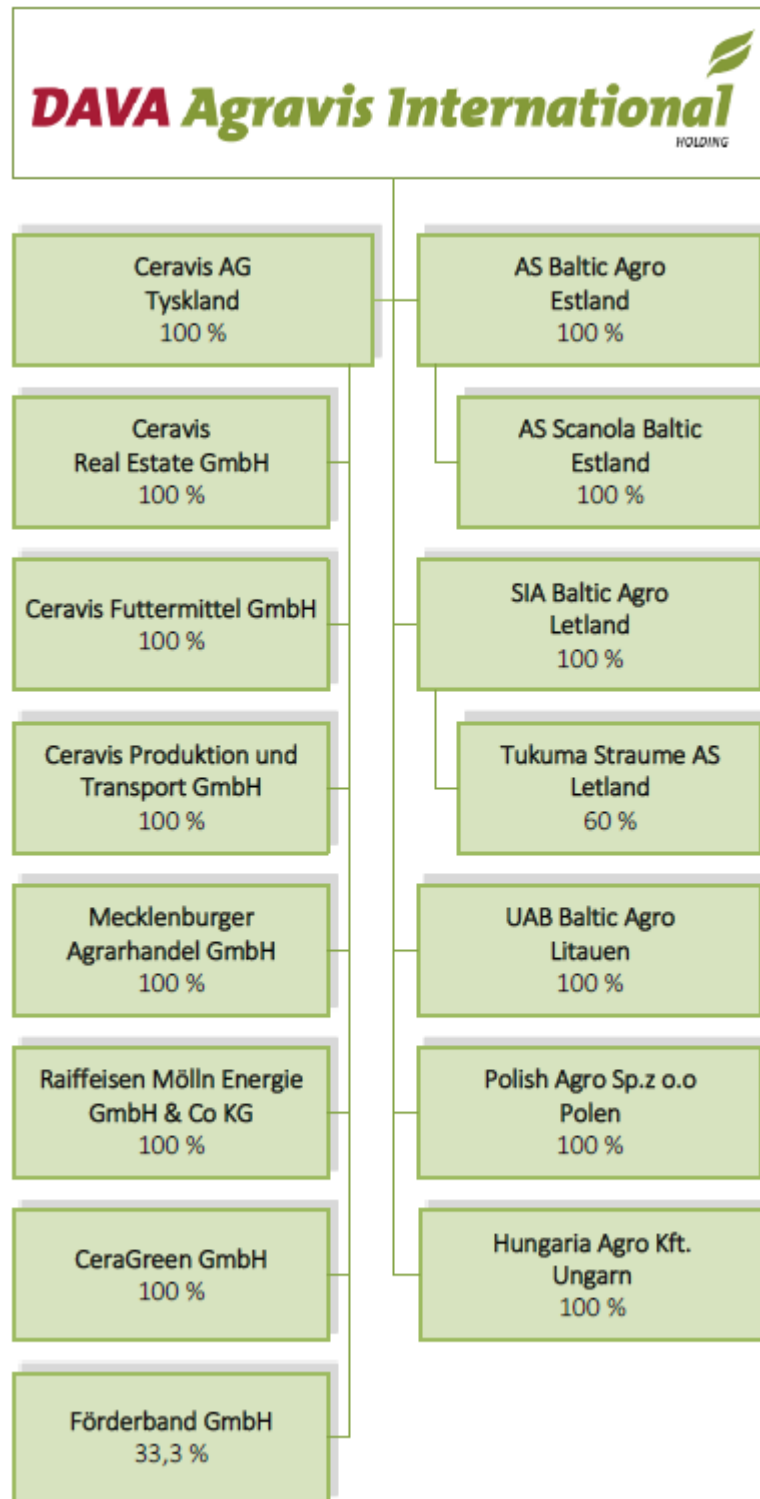 DAVA Agravis International
HOLDING
Ceravis AG
Tyskland
100 %
Ceravis
Real Estate GmbH
100 %
Ceravis Futtermittel GmbH
100 %
Ceravis Produktion und
Transport GmbH
100 %
Mecklenburger
Agrarhandel GmbH
100 %
Raiffeisen Mölln Energie
GmbH & Co KG
100 %
CeraGreen GmbH
100 %
Förderband GmbH
33,3 %
AS Baltic Agro
Estland
100 %
AS Scanola Baltic
Estland
100 %
SIA Baltic Agro
Letland
100 %
Tukuma Straume AS
Letland
60 %
UAB Baltic Agro
Litauen
100 %
Polish Agro Sp.z o.o
Polen
100 %
Hungaria Agro Kft.
Ungarn
100 %